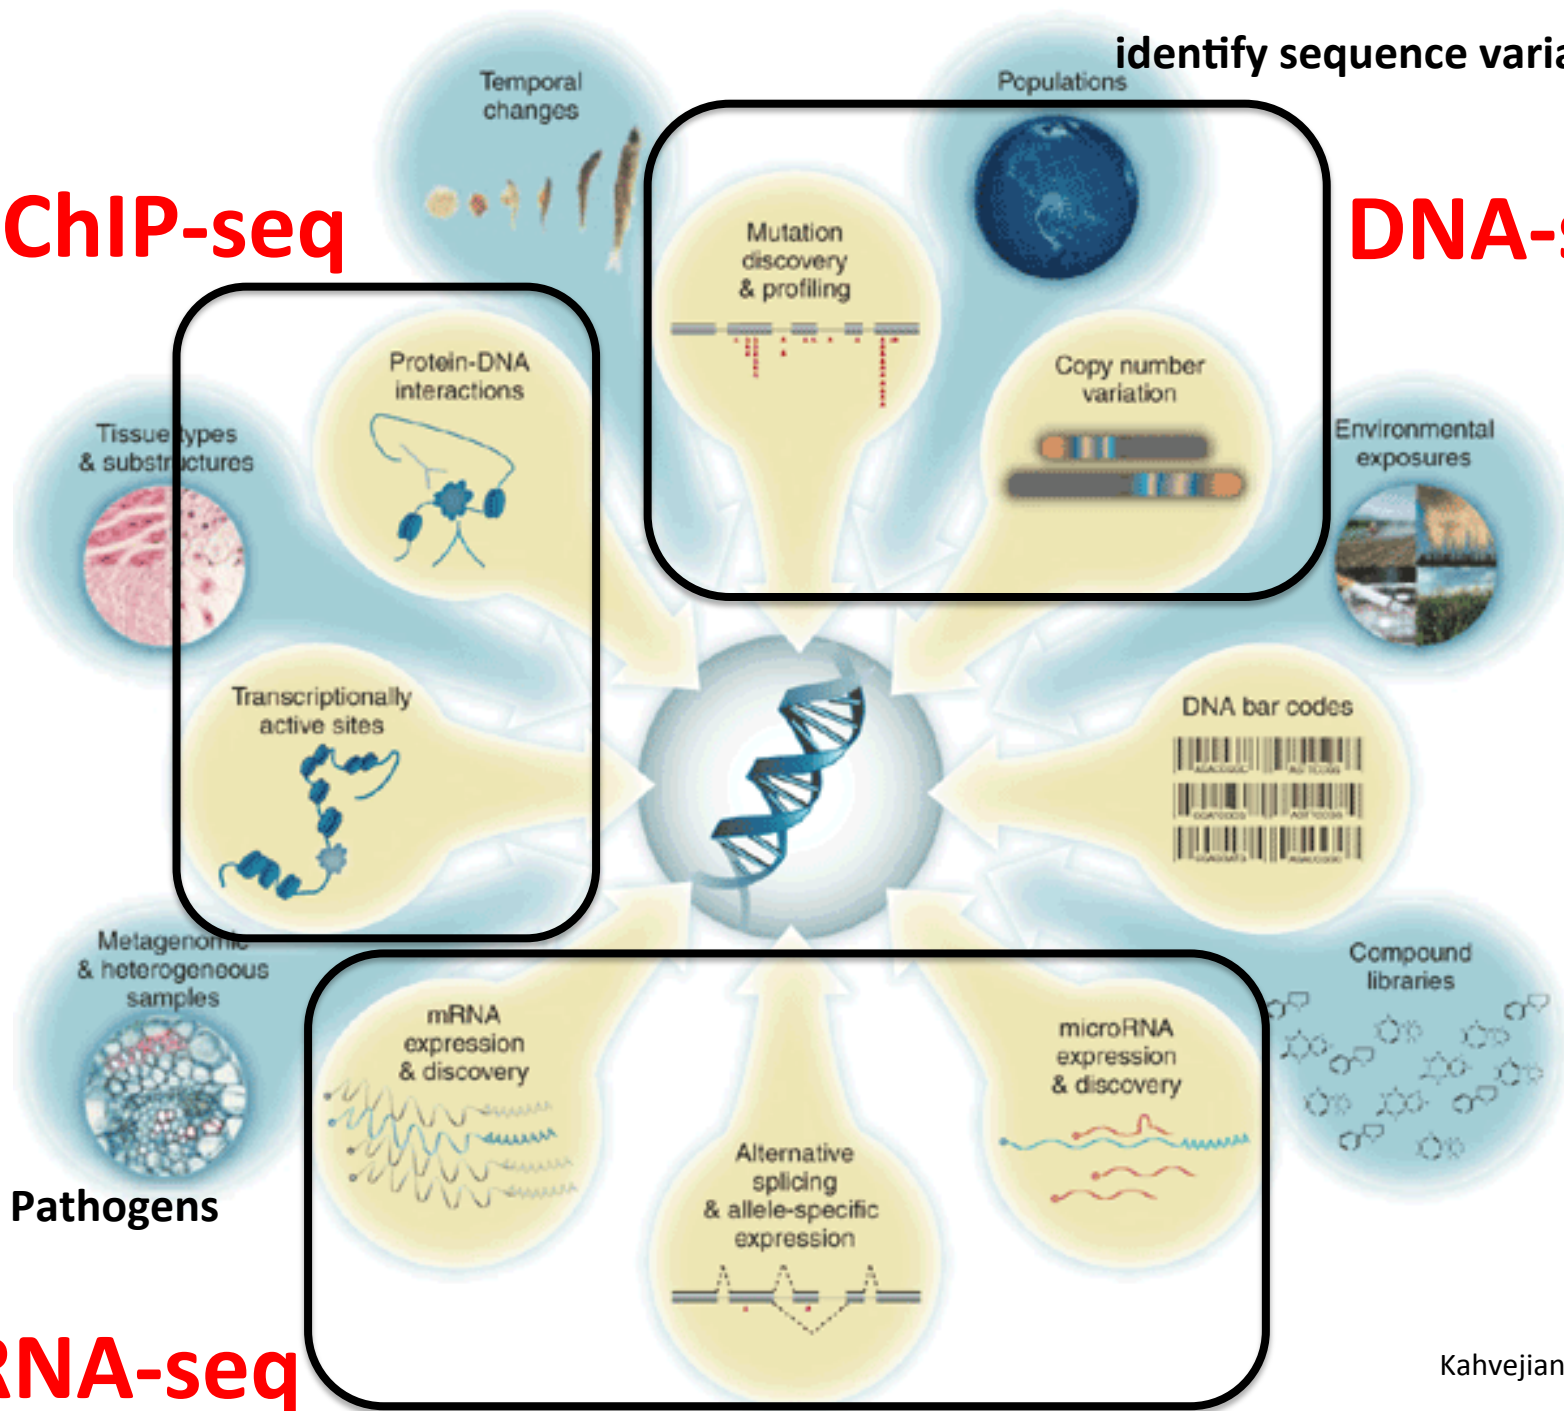 identify sequence varia
Temporal
changes
Populations
ChIP-seq
DNA-s
Mutation
discovery
& profiling
Protein-DNA
interactions
Copy number
variation
Tissue types
& substructures
Environmental
exposures
Transcriptionally
active sites
DNA bar codes
Metagenomic
& heterogeneous
samples
mRNA
expression
& discovery
microRNA
expression
& discovery
Compound
libraries
Alternative
splicing
& allele-specific
expression
Pathogens
RNA-seq
Kahvejian